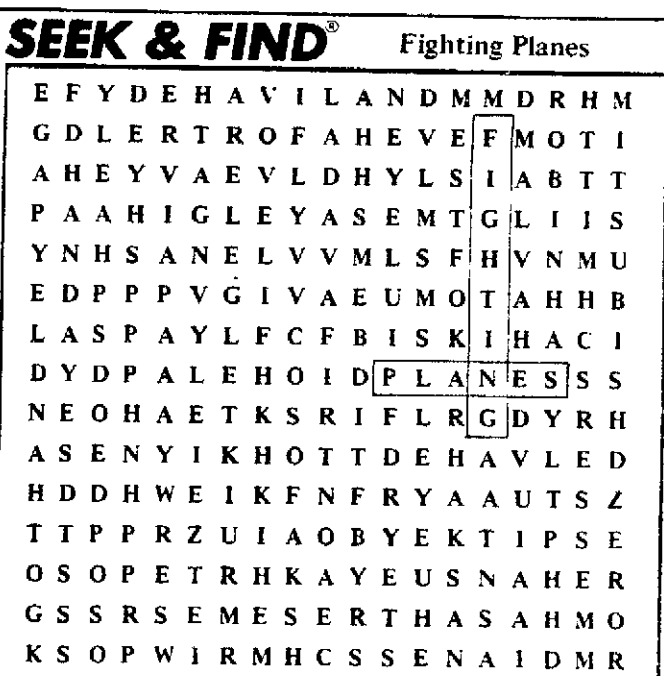 SEEK & FIND® Fighting Planes
E F Y D E H A V I L A N D M M D R H M
G D L E R T R O F A H E V E F M O T I
A H E Y V A E V L D H Y L S I A B T T
P A A H I G L E Y A S E M T G L I I S
Y N H S A N E L V V M L S F H V N M U
E D P P P V G I V A E U M O T A H H B
L A S P A Y L F C F B I S K I H A C I
D Y D P A L E H O I D P L A N E S S S
N E O H A E T K S R I F L R G D Y R H
A S E N Y I K H O T T D E H A V L E D
H D D H W E I K F N F R Y A A U T S Z
T T P P R Z U I A O B Y E K T I P S E
O S O P E T R H K A Y E U S N A H E R
G S S R S E M E S E R T H A S A H M O
K S O P W I R M H C S S E N A I D M R